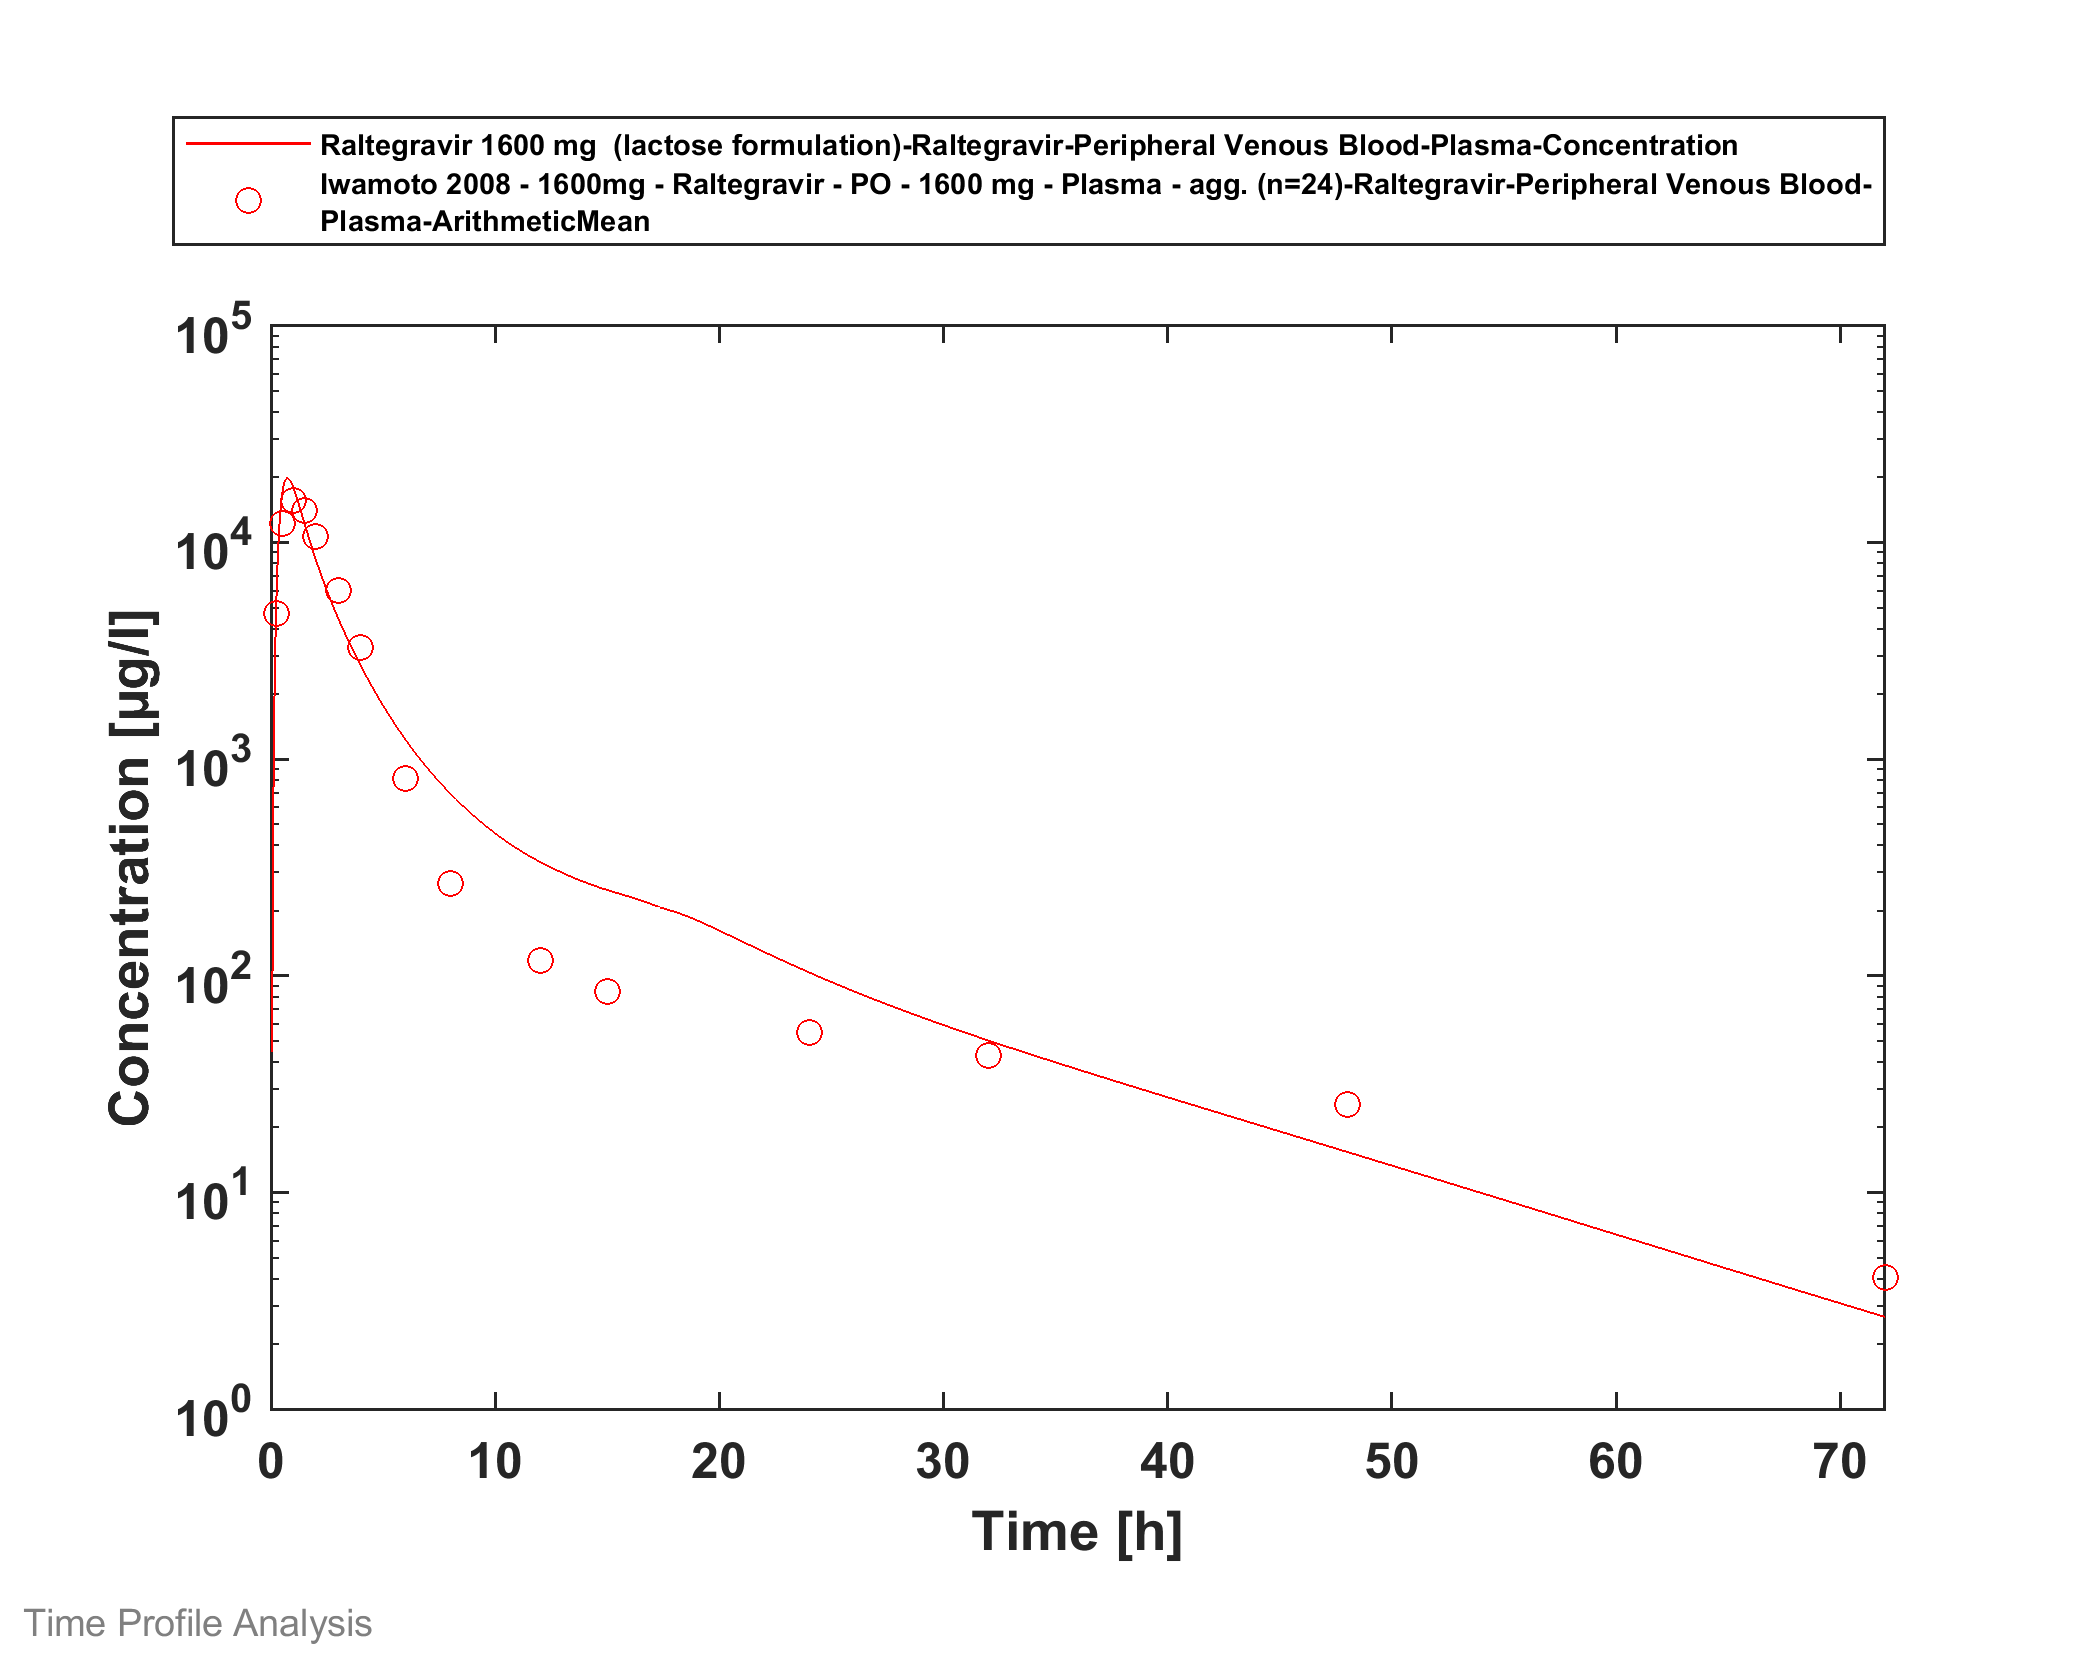 Raltegravir 1600 mg  (lactose formulation)-Raltegravir-Peripheral Venous Blood-Plasma-Concentration
Iwamoto 2008 - 1600mg - Raltegravir - PO - 1600 mg - Plasma - agg. (n=24)-Raltegravir-Peripheral Venous Blood-
Plasma-ArithmeticMean
10^5
10^4
10^3
10^2
10^1
10^0
Concentration [µg/l]
0 10 20 30 40 50 60 70
Time [h]
Time Profile Analysis